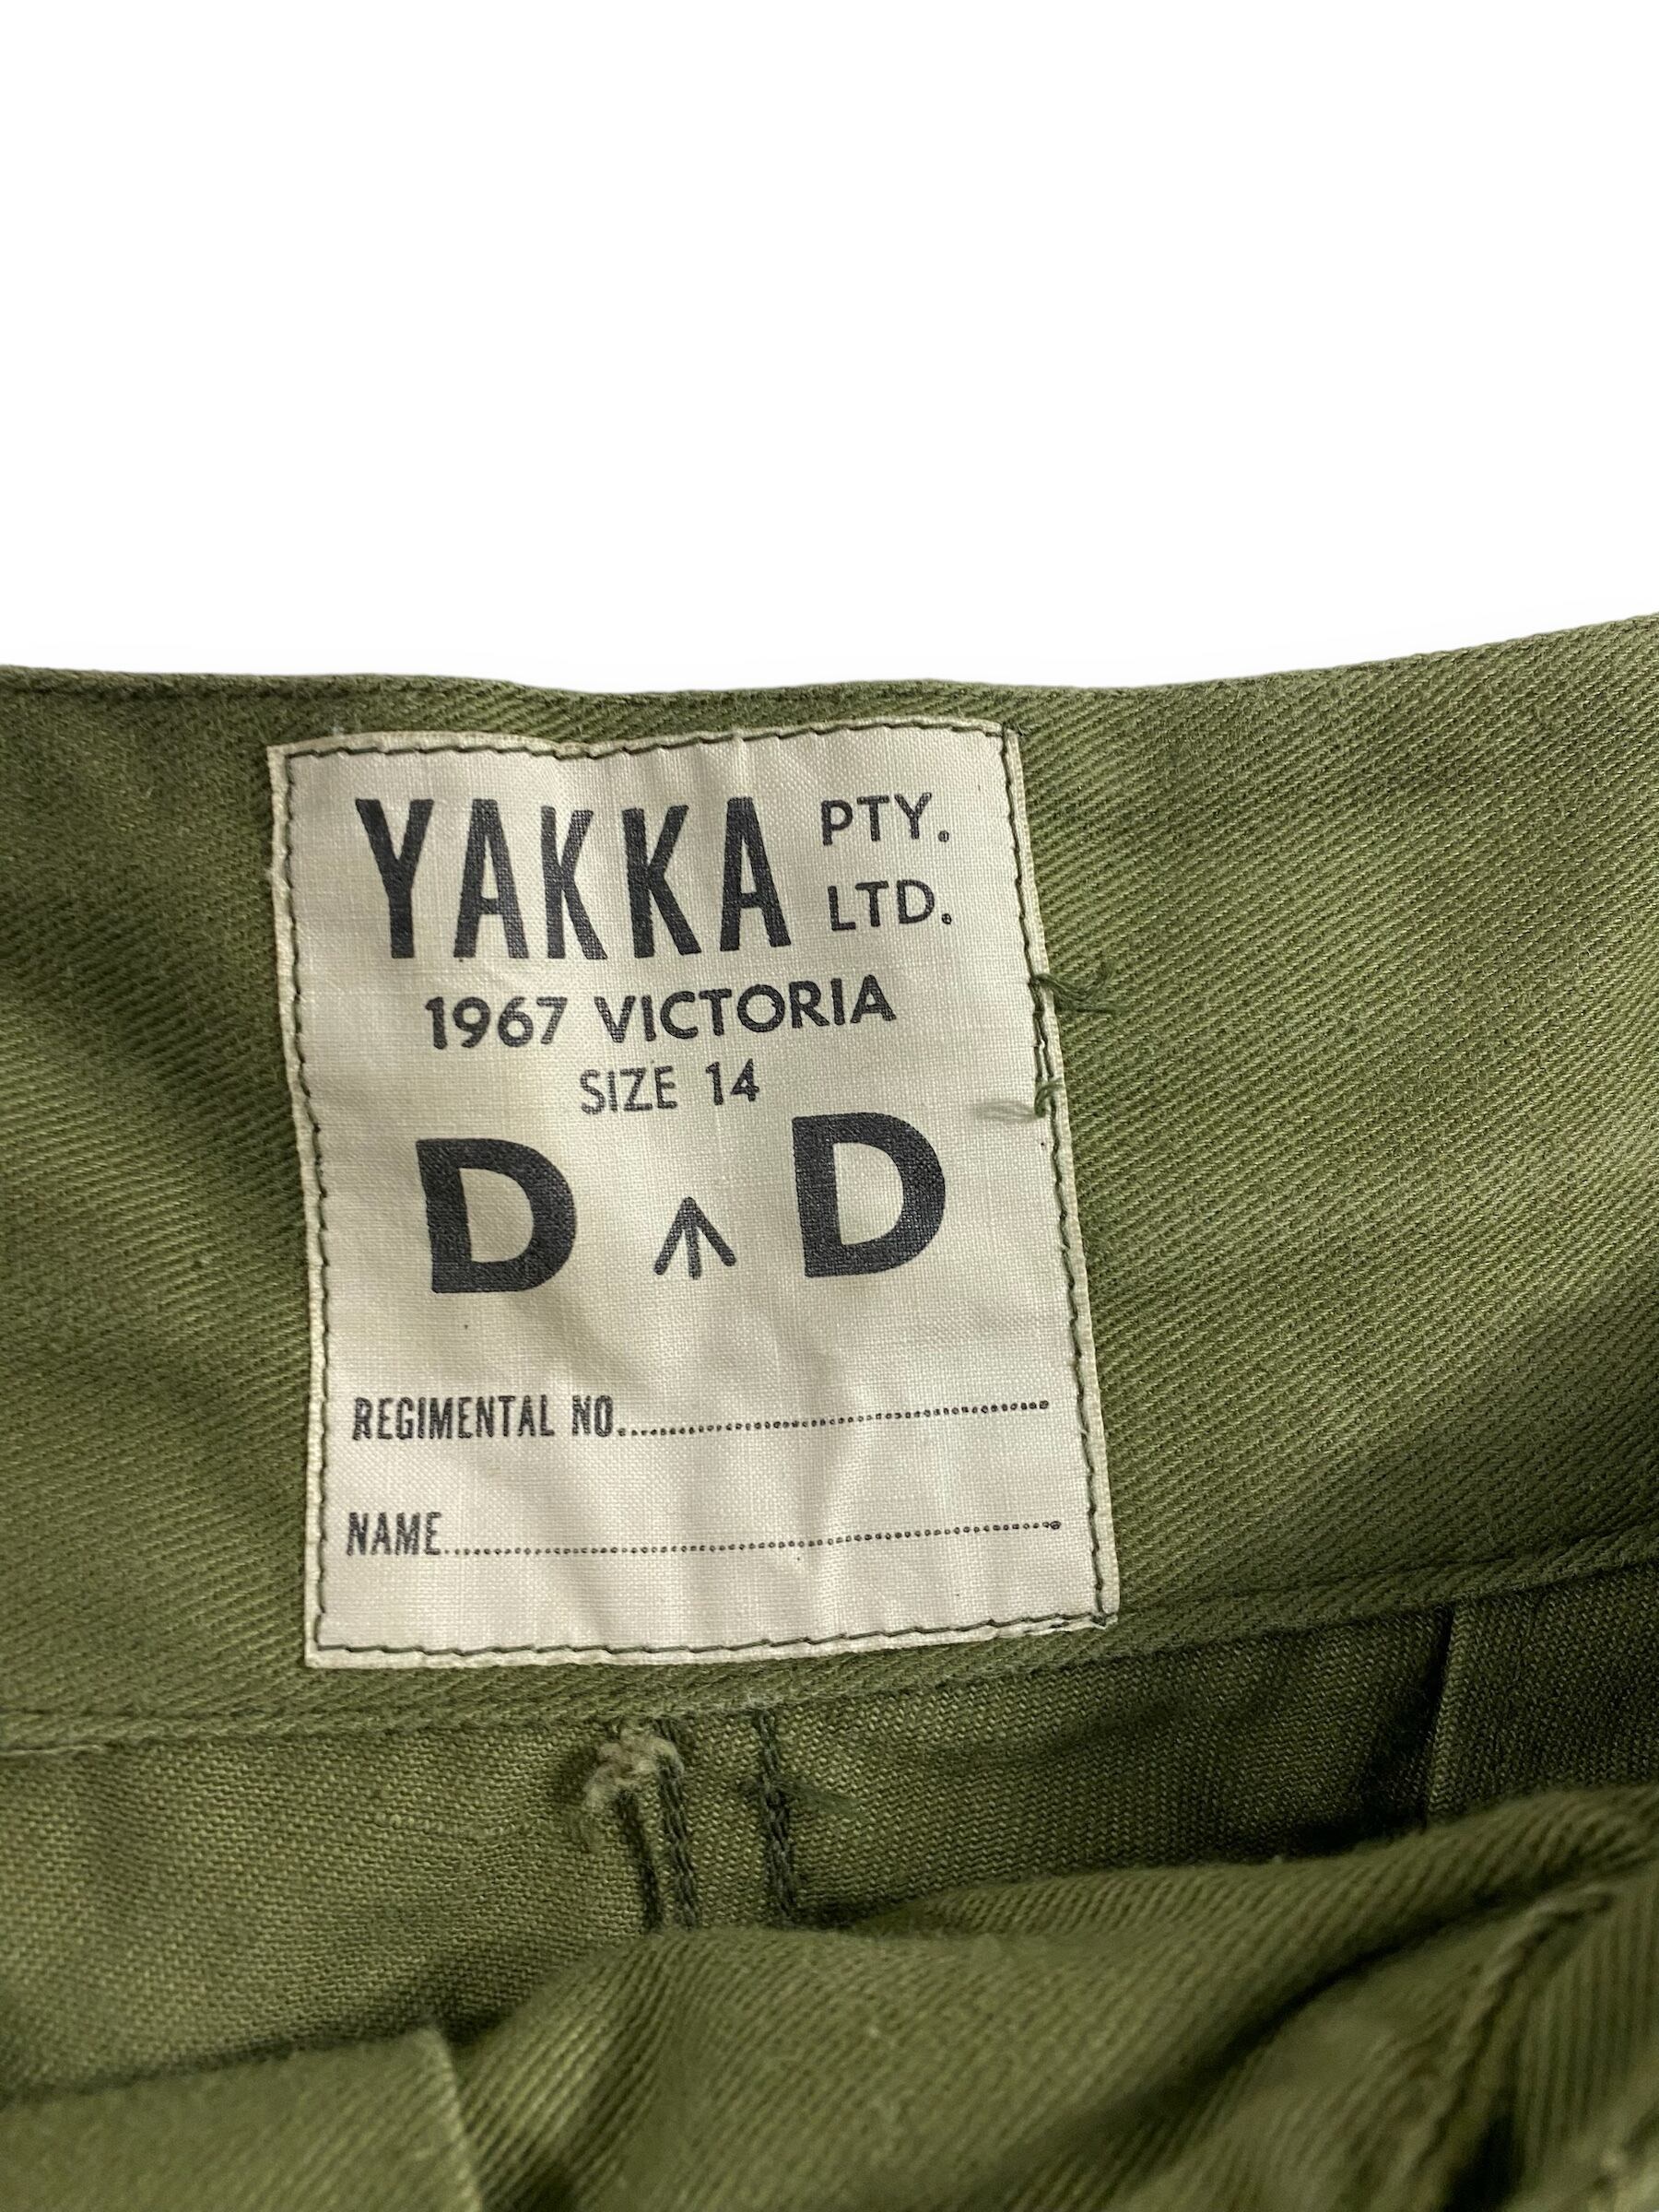 YAKKA PTY. LTD.
1967 VICTORIA
SIZE 14
D ↑ D
REGIMENTAL NO..............................
NAME..............................